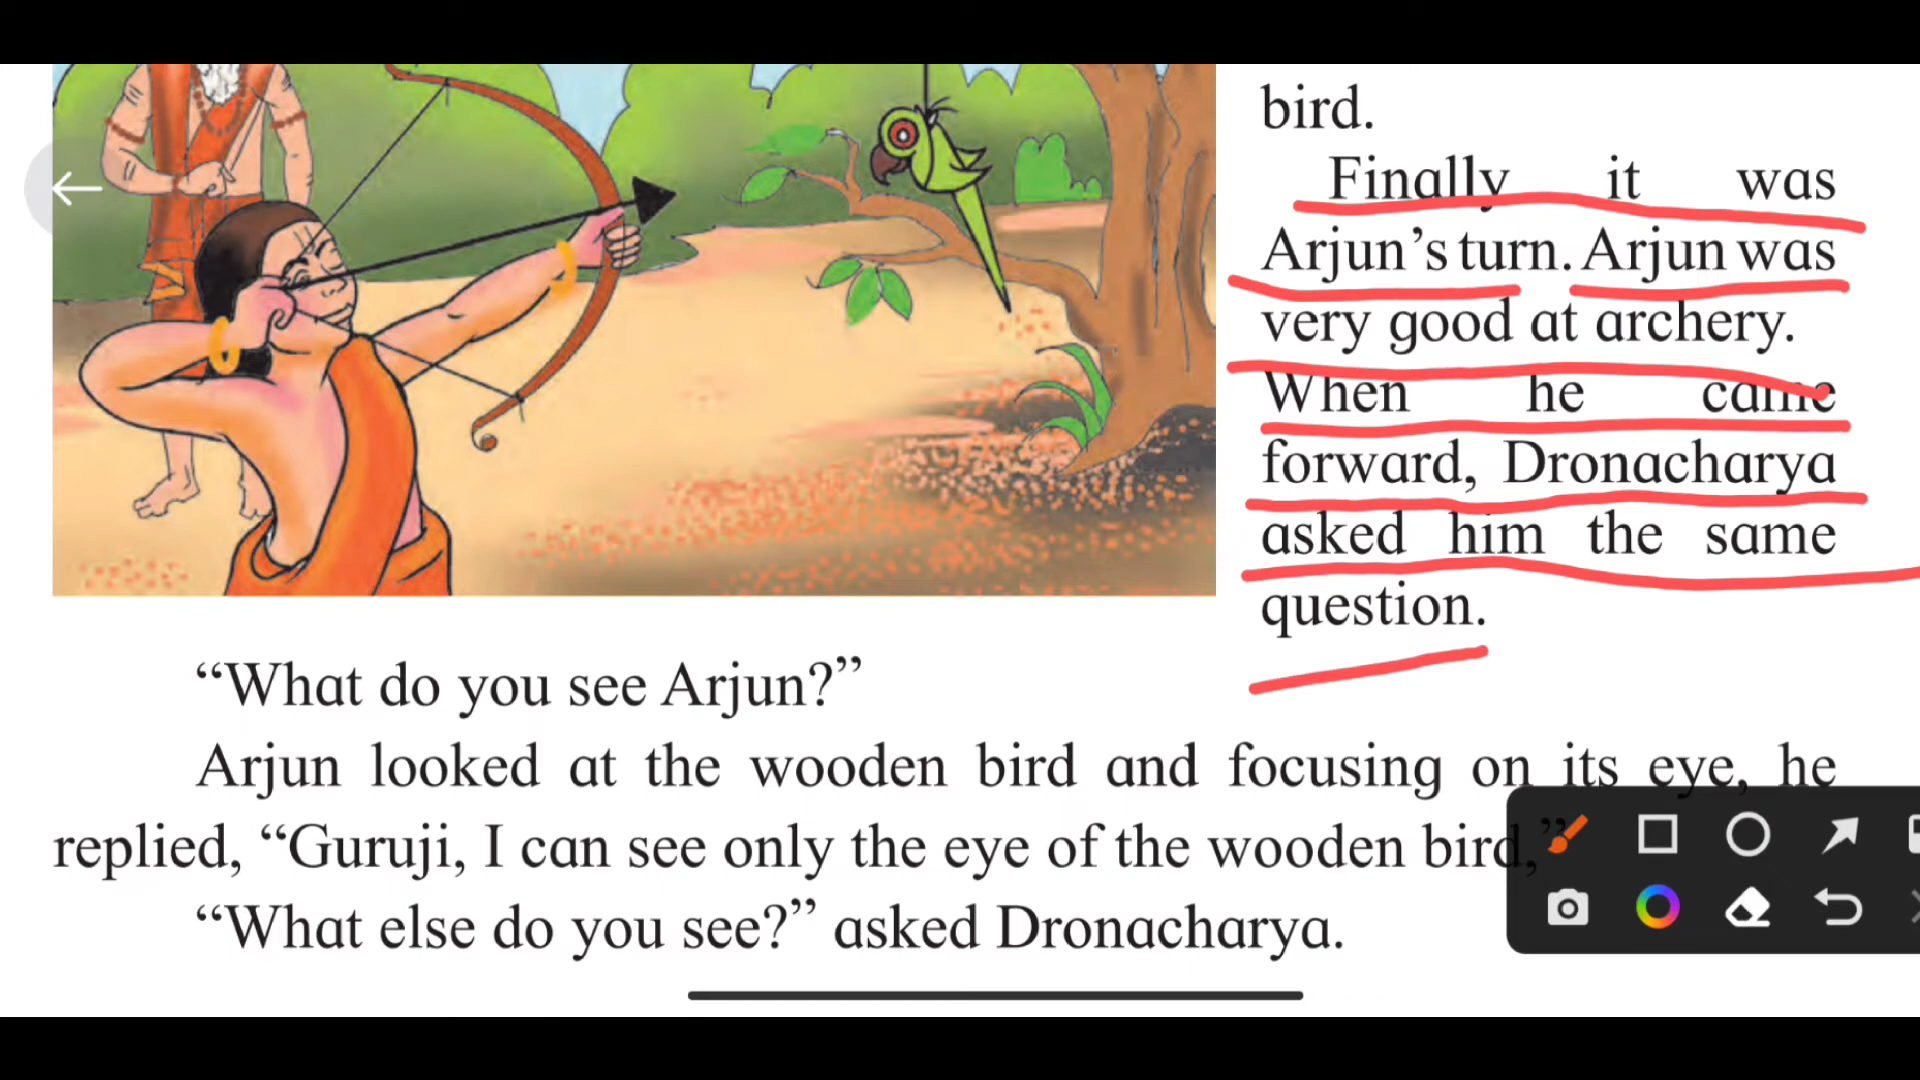 bird.
Finally it was
Arjun’s turn. Arjun was
very good at archery.
When he came
forward, Dronacharya
asked him the same
question.
“What do you see Arjun?”
Arjun looked at the wooden bird and focusing on its eye, he
replied, “Guruji, I can see only the eye of the wooden bird,”
“What else do you see?” asked Dronacharya.